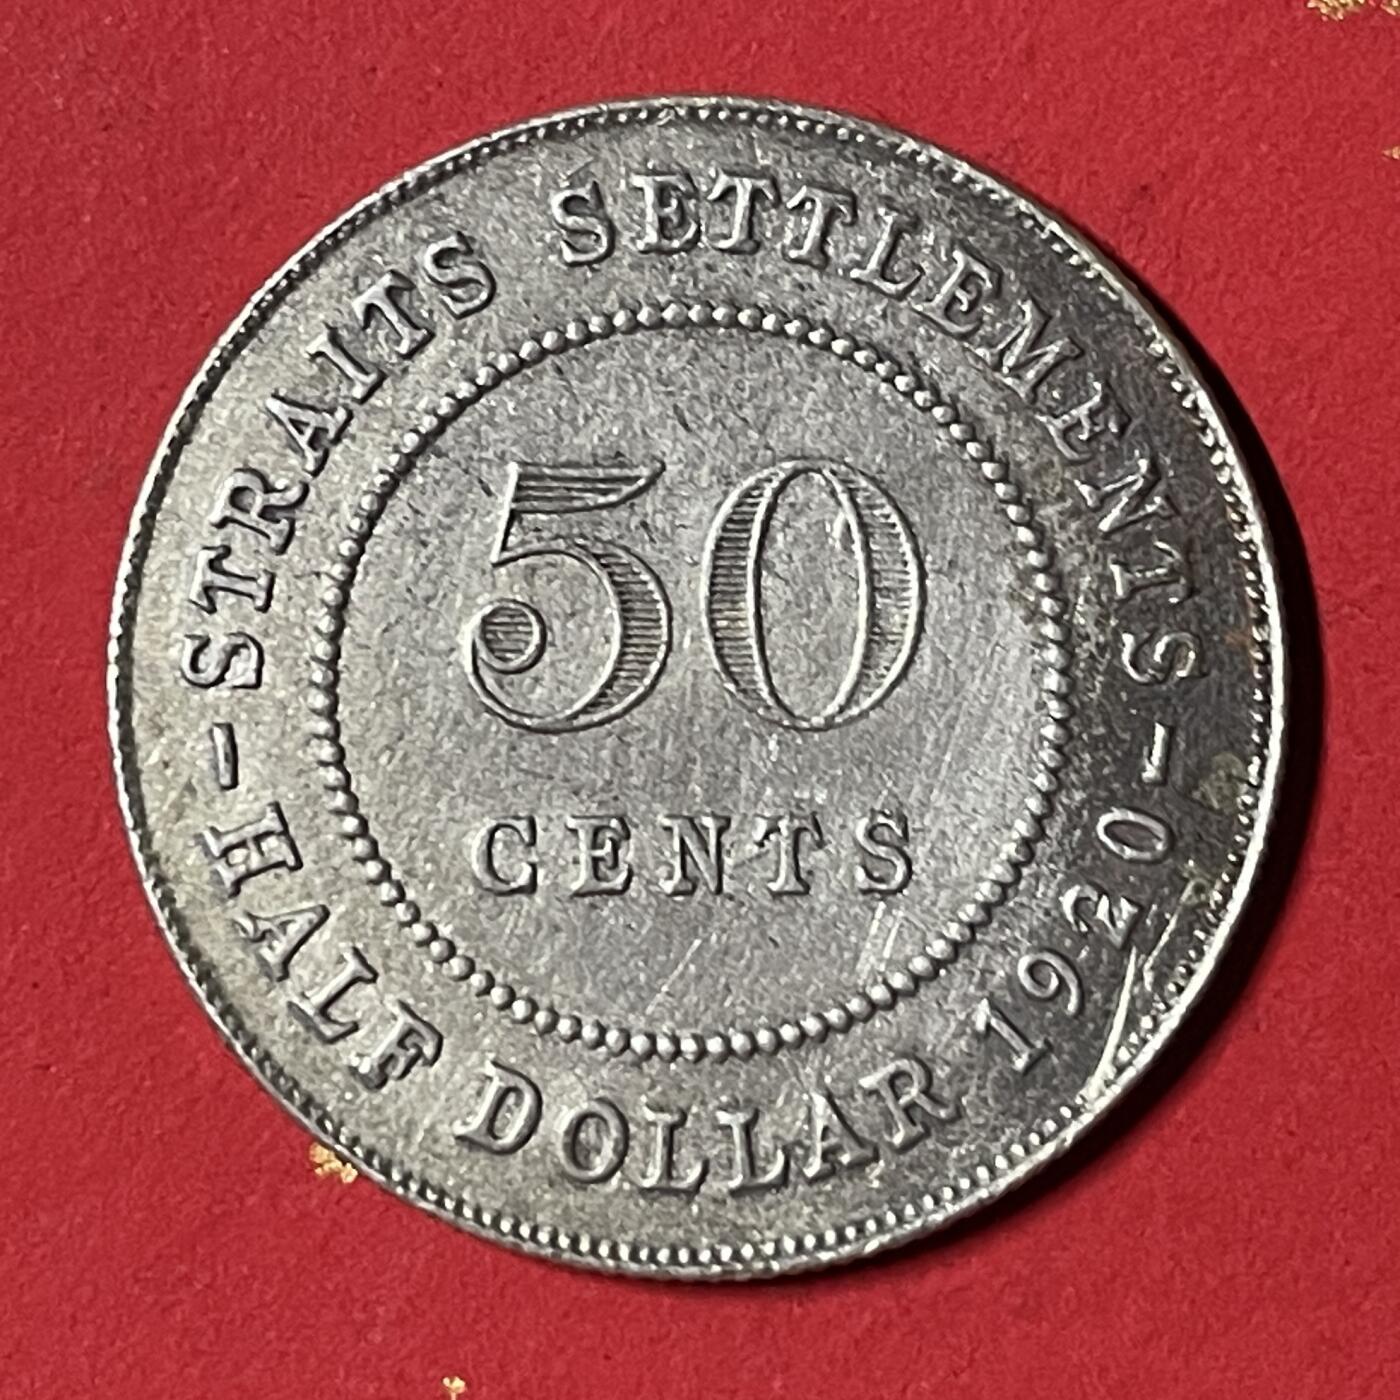 STRAITS SETTLEMENTS
50
CENTS
HALF DOLLAR 1920